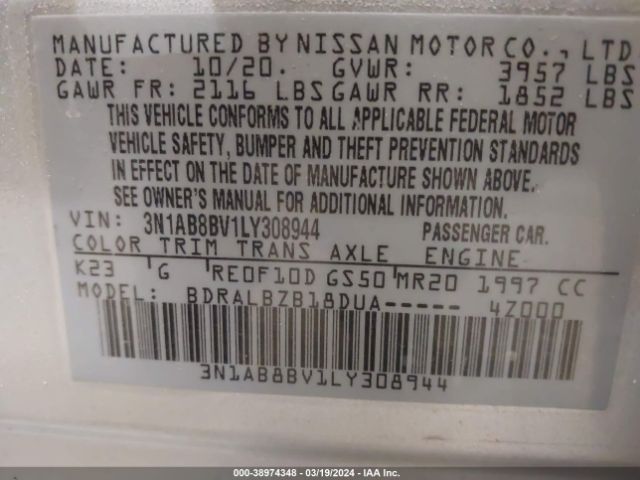 MANUFACTURED BY NISSAN MOTOR CO., LTD
DATE: 10/20. GVWR: 3957 LBS
GAWR FR: 2116 LBS GAWR RR: 1852 LBS
THIS VEHICLE CONFORMS TO ALL APPLICABLE FEDERAL MOTOR
VEHICLE SAFETY, BUMPER AND THEFT PREVENTION STANDARDS
IN EFFECT ON THE DATE OF MANUFACTURE SHOWN ABOVE.
SEE OWNER'S MANUAL FOR ADDITIONAL INFORMATION.
VIN: 3N1AB8BV1LY308944 PASSENGER CAR.
COLOR TRIM TRANS AXLE ENGINE
K23 G RE0F10D GS50 MR20 1997 CC
MODEL: BDRALBZB18DUA----- 4Z000
3N1AB8BV1LY308944
000-38974348 - 03/19/2024 - IAA Inc.